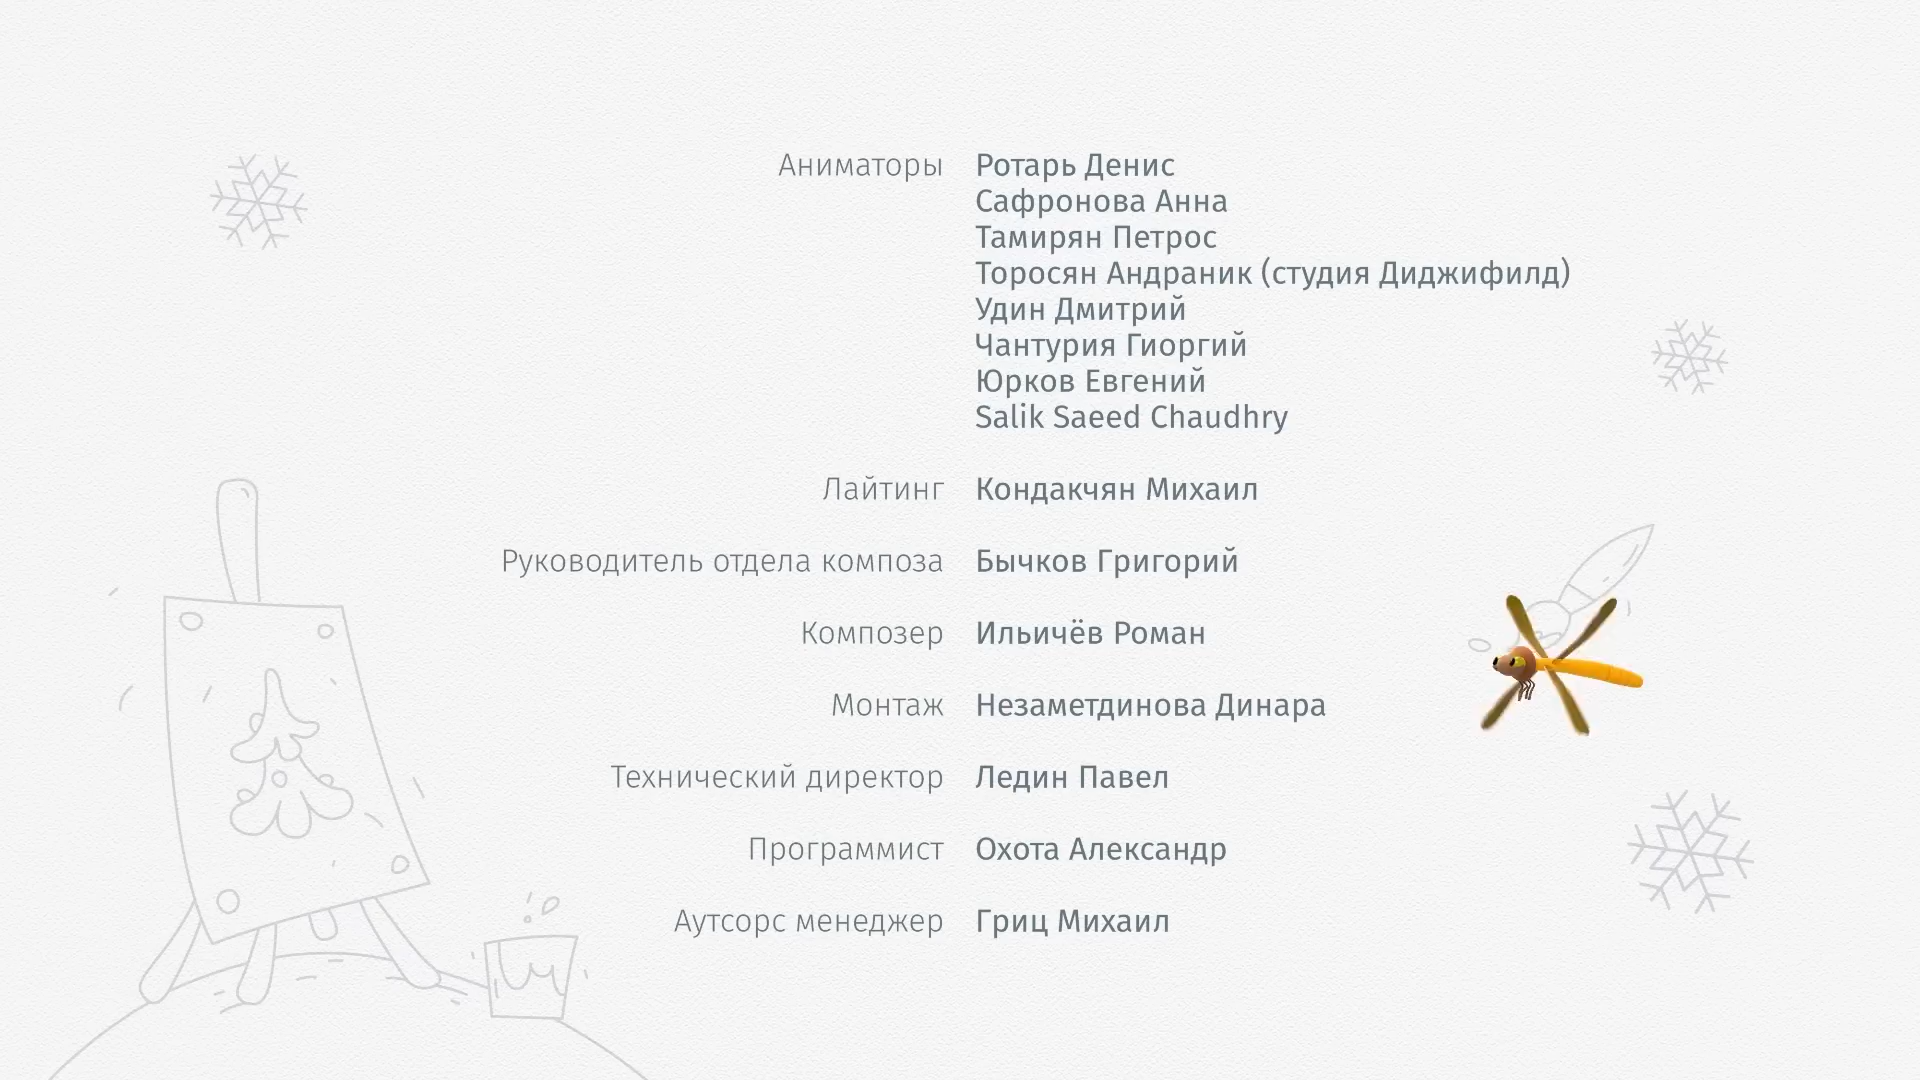 Аниматоры Ротарь Денис
Сафронова Анна
Тамирян Петрос
Торосян Андраник (студия Диджифилд)
Удин Дмитрий
Чантурия Гиоргий
Юрков Евгений
Salik Saeed Chaudhry
Лайтинг Кондакчян Михаил
Руководитель отдела композа Бычков Григорий
Композер Ильичёв Роман
Монтаж Незаметдинова Динара
Технический директор Ледин Павел
Программист Охота Александр
Аутсорс менеджер Гриц Михаил